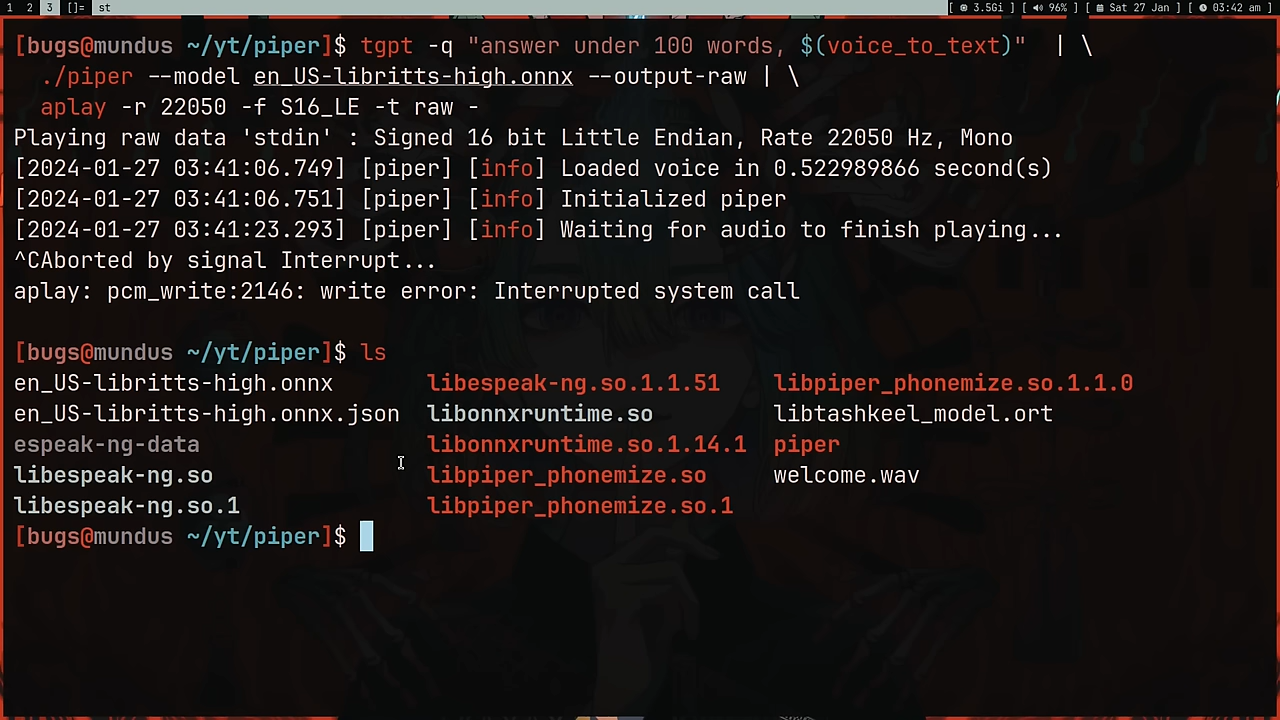 1 2 3 []= st [ 3.5Gi ] [ 96% ] [ Sat 27 Jan ] [ 03:42 am ]
[bugs@mundus ~/yt/piper]$ tgpt -q "answer under 100 words, $(voice_to_text)" | \
./piper --model en_US-libritts-high.onnx --output-raw | \
aplay -r 22050 -f S16_LE -t raw -
Playing raw data 'stdin' : Signed 16 bit Little Endian, Rate 22050 Hz, Mono
[2024-01-27 03:41:06.749] [piper] [info] Loaded voice in 0.522989866 second(s)
[2024-01-27 03:41:06.751] [piper] [info] Initialized piper
[2024-01-27 03:41:23.293] [piper] [info] Waiting for audio to finish playing...
^CAborted by signal Interrupt...
aplay: pcm_write:2146: write error: Interrupted system call
[bugs@mundus ~/yt/piper]$ ls
en_US-libritts-high.onnx libespeak-ng.so.1.1.51 libpiper_phonemize.so.1.1.0
en_US-libritts-high.onnx.json libonnxruntime.so libtashkeel_model.ort
espeak-ng-data libonnxruntime.so.1.14.1 piper
libespeak-ng.so libpiper_phonemize.so welcome.wav
libespeak-ng.so.1 libpiper_phonemize.so.1
[bugs@mundus ~/yt/piper]$